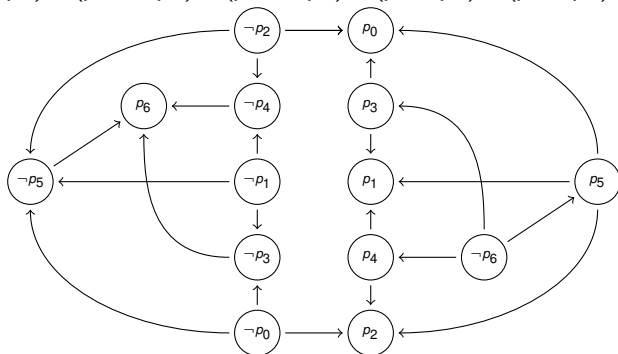 ¬p₂ p₀
p₆ ¬p₄ p₃
¬p₅ ¬p₁ p₁ p₅
¬p₃ p₄ ¬p₆
¬p₀ p₂